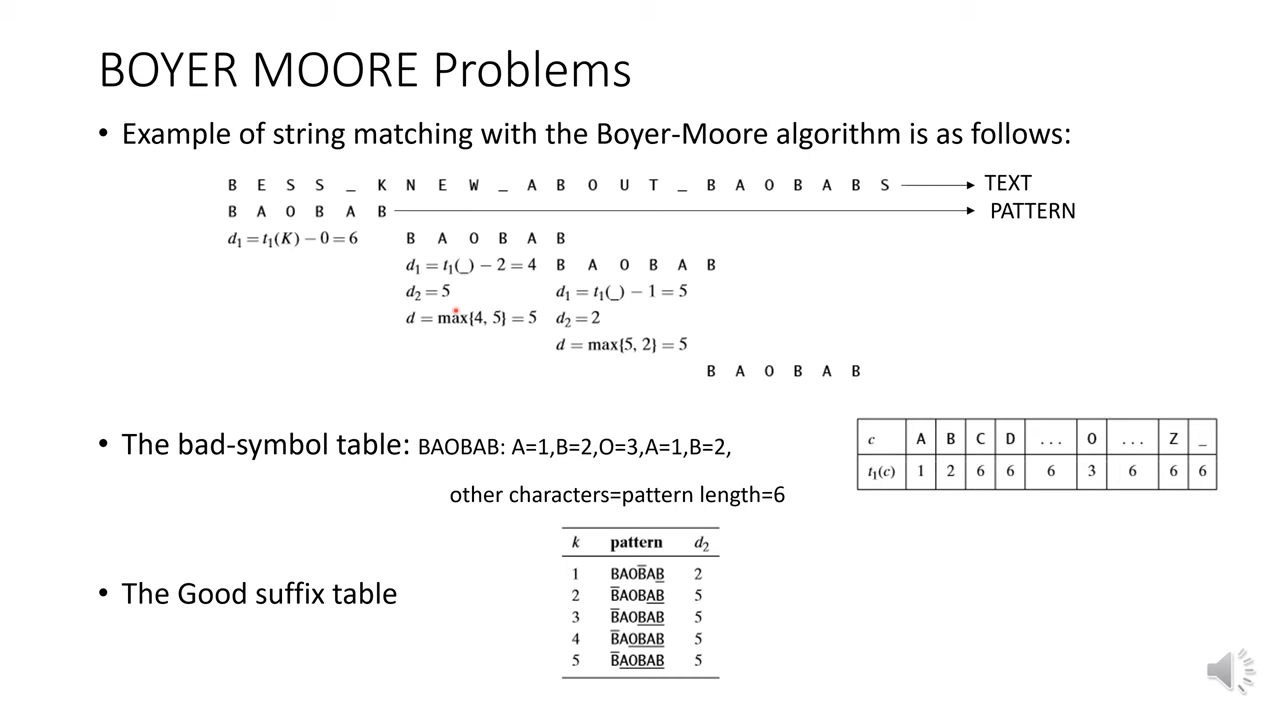 BOYER MOORE Problems
• Example of string matching with the Boyer-Moore algorithm is as follows:
B E S S _ K N E W _ A B O U T _ B A O B A B S TEXT
B A O B A B PATTERN
d₁ = t₁(K) − 0 = 6 B A O B A B
d₁ = t₁(_) − 2 = 4 B A O B A B
d₂ = 5 d₁ = t₁(_) − 1 = 5
d = max{4, 5} = 5 d₂ = 2
d = max{5, 2} = 5
B A O B A B
• The bad-symbol table: BAOBAB: A=1,B=2,O=3,A=1,B=2,
other characters=pattern length=6
c A B C D ... O ... Z _
t₁(c) 1 2 6 6 6 3 6 6 6
• The Good suffix table
k pattern d₂
1 BAOBAB 2
2 BAOBAB 5
3 BAOBAB 5
4 BAOBAB 5
5 BAOBAB 5